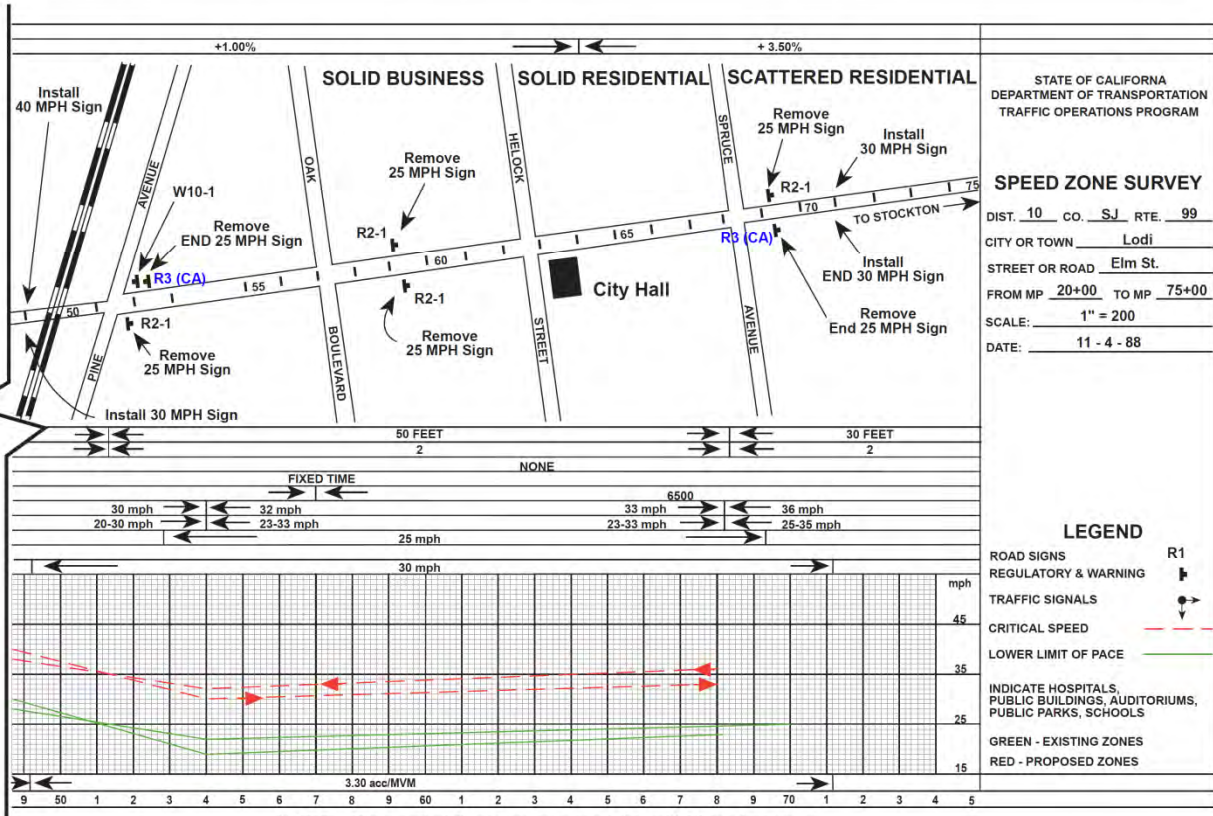 +1.00%
+ 3.50%
SOLID BUSINESS
SOLID RESIDENTIAL
SCATTERED RESIDENTIAL
Install
40 MPH Sign
AVENUE
W10-1
Remove
END 25 MPH Sign
R3 (CA)
50
R2-1
Remove
25 MPH Sign
PINE
Install 30 MPH Sign
55
OAK
BOULEVARD
Remove
25 MPH Sign
R2-1
60
R2-1
Remove
25 MPH Sign
HELOCK
STREET
City Hall
65
SPRUCE
AVENUE
Remove
25 MPH Sign
R2-1
Install
30 MPH Sign
70
75
TO STOCKTON
R3 (CA)
Install
END 30 MPH Sign
Remove
End 25 MPH Sign
50 FEET
30 FEET
2
2
NONE
FIXED TIME
6500
30 mph
32 mph
33 mph
36 mph
20-30 mph
23-33 mph
23-33 mph
25-35 mph
25 mph
30 mph
mph
45
35
25
15
3.30 acc/MVM
9 50 1 2 3 4 5 6 7 8 9 60 1 2 3 4 5 6 7 8 9 70 1 2 3 4 5
STATE OF CALIFORNA
DEPARTMENT OF TRANSPORTATION
TRAFFIC OPERATIONS PROGRAM
SPEED ZONE SURVEY
DIST. 10 CO. SJ RTE. 99
CITY OR TOWN Lodi
STREET OR ROAD Elm St.
FROM MP 20+00 TO MP 75+00
SCALE: 1" = 200
DATE: 11 - 4 - 88
LEGEND
ROAD SIGNS R1
REGULATORY & WARNING
TRAFFIC SIGNALS
CRITICAL SPEED
LOWER LIMIT OF PACE
INDICATE HOSPITALS,
PUBLIC BUILDINGS, AUDITORIUMS,
PUBLIC PARKS, SCHOOLS
GREEN - EXISTING ZONES
RED - PROPOSED ZONES